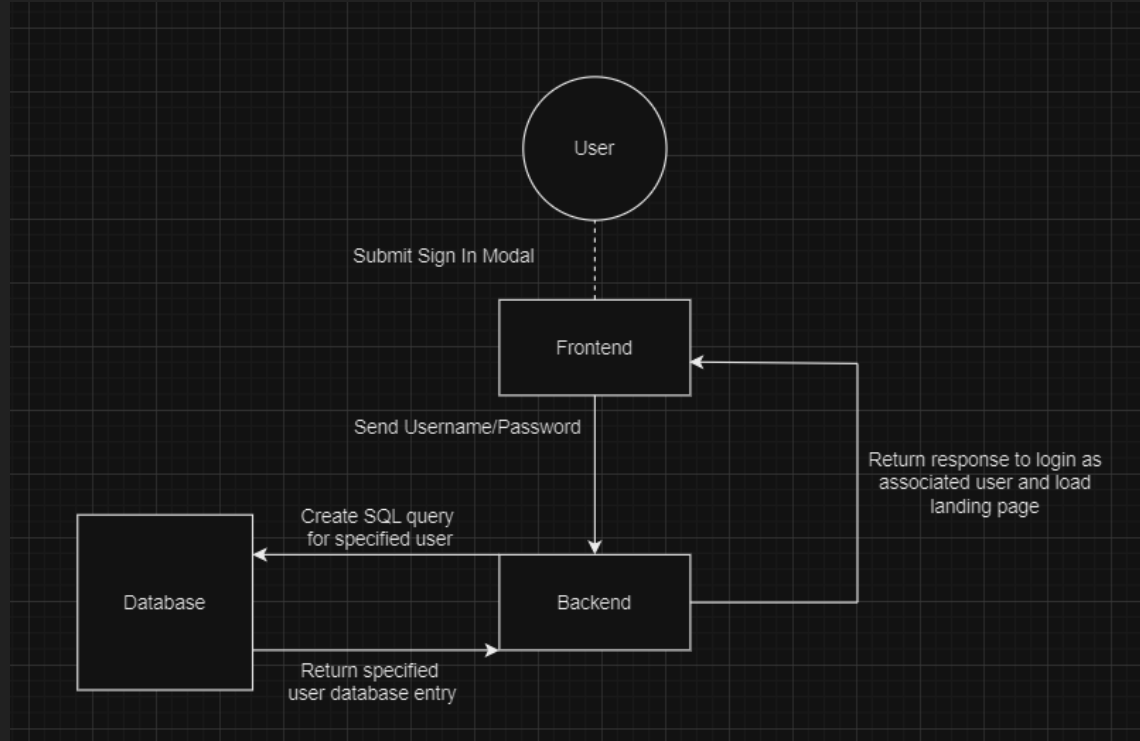 User
Submit Sign In Modal
Frontend
Send Username/Password
Return response to login as
associated user and load
landing page
Create SQL query
for specified user
Database
Backend
Return specified
user database entry